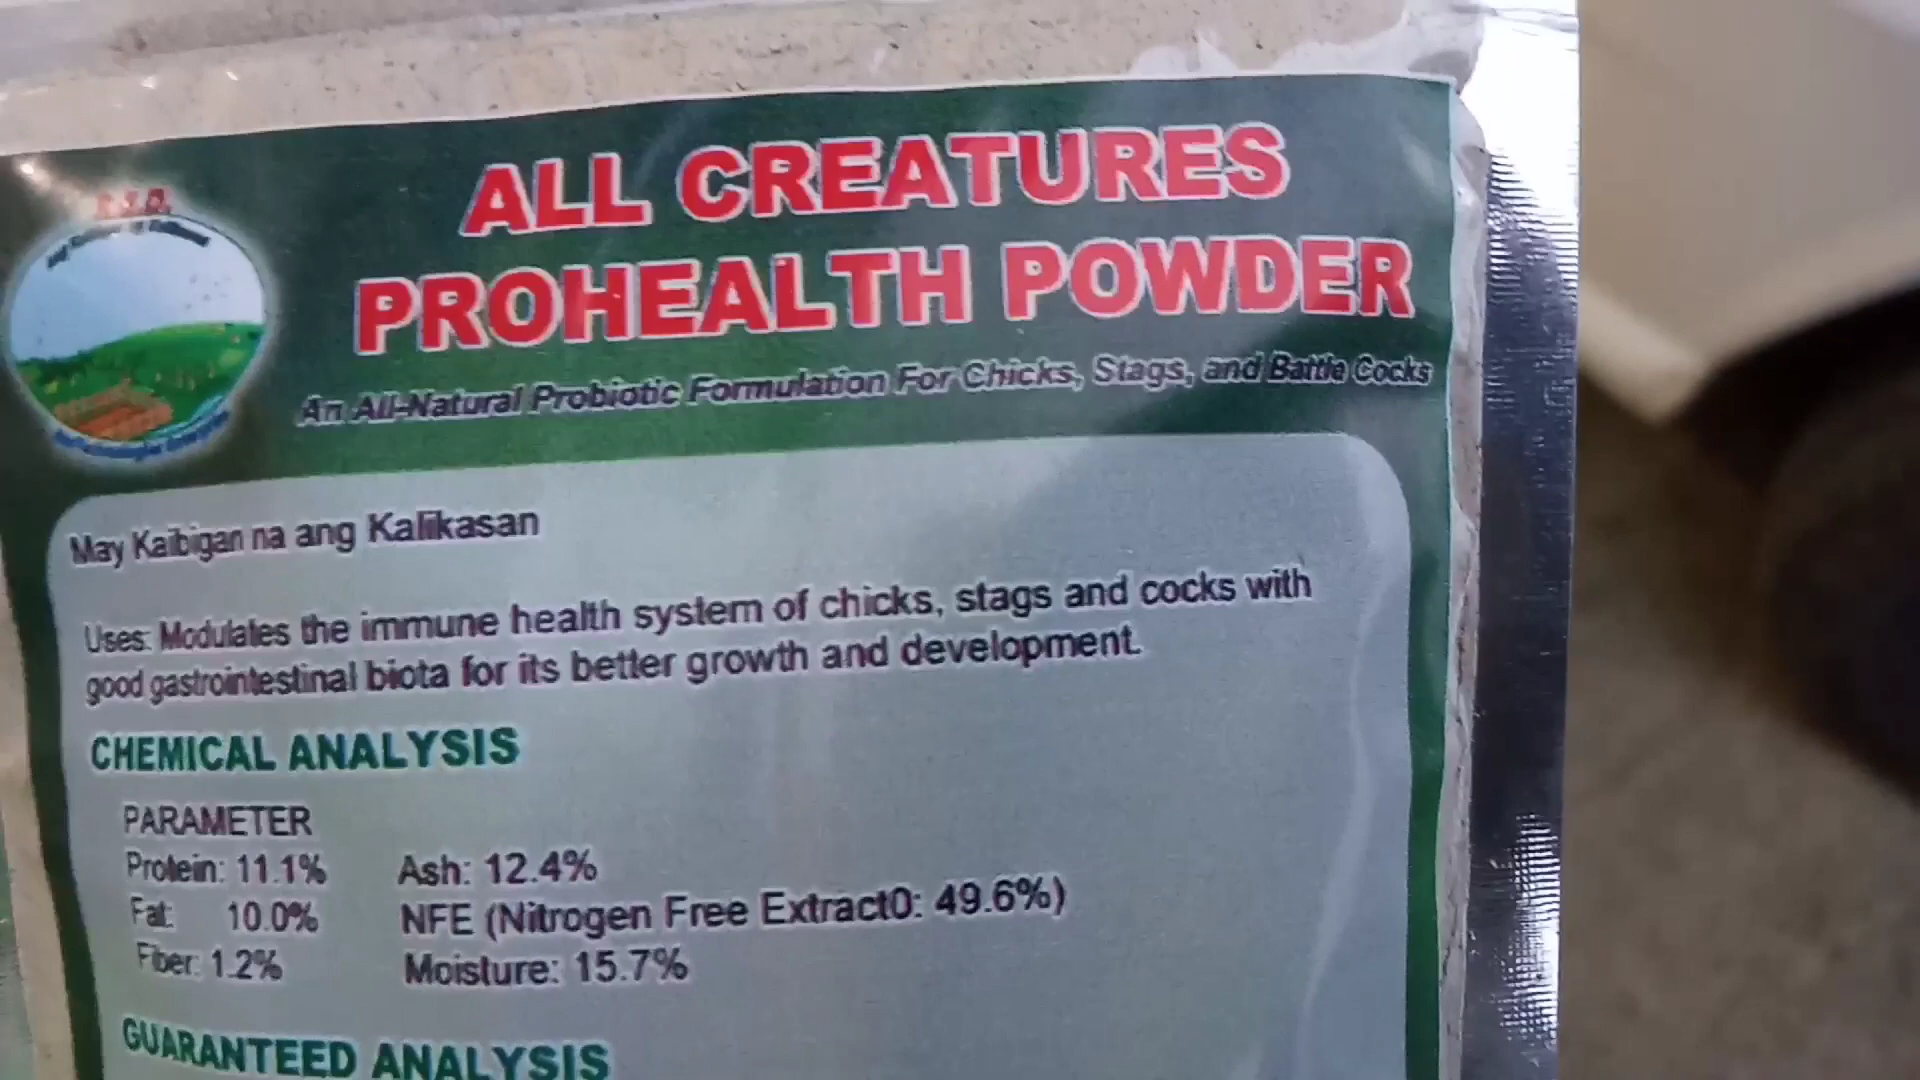 ALL CREATURES
PROHEALTH POWDER
An All-Natural Probiotic Formulation For Chicks, Stags, and Battle Cocks
May Kaibigan na ang Kalikasan
Uses: Modulates the immune health system of chicks, stags and cocks with
good gastrointestinal biota for its better growth and development.
CHEMICAL ANALYSIS
PARAMETER
Protein: 11.1% Ash: 12.4%
Fat: 10.0% NFE (Nitrogen Free Extract0: 49.6%)
Fiber: 1.2% Moisture: 15.7%
GUARANTEED ANALYSIS